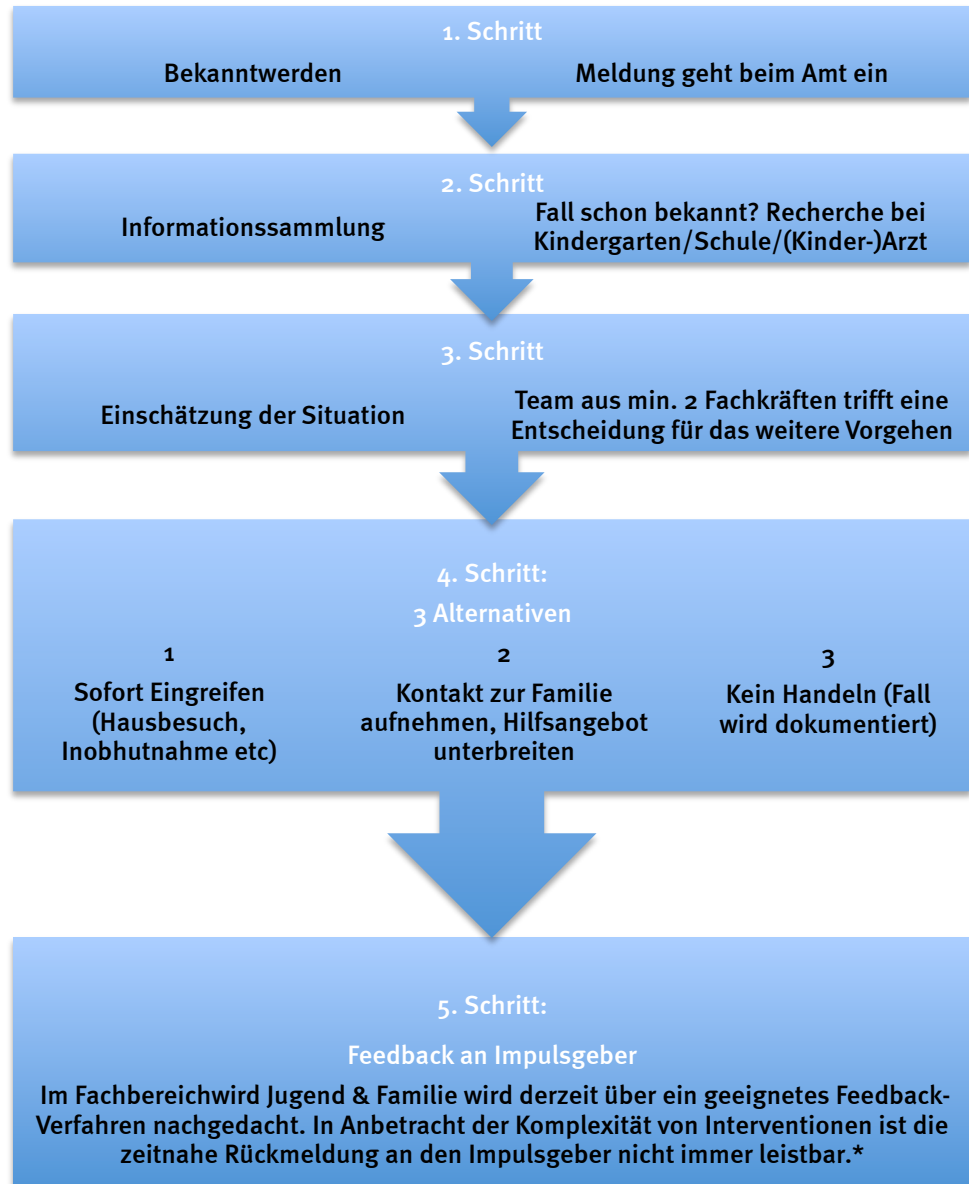 1. Schritt
Bekanntwerden
Meldung geht beim Amt ein
2. Schritt
Informationssammlung
Fall schon bekannt? Recherche bei
Kindergarten/Schule/(Kinder-)Arzt
3. Schritt
Einschätzung der Situation
Team aus min. 2 Fachkräften trifft eine
Entscheidung für das weitere Vorgehen
4. Schritt:
3 Alternativen
1
Sofort Eingreifen
(Hausbesuch,
Inobhutnahme etc)
2
Kontakt zur Familie
aufnehmen, Hilfsangebot
unterbreiten
3
Kein Handeln (Fall
wird dokumentiert)
5. Schritt:
Feedback an Impulsgeber
Im Fachbereichwird Jugend & Familie wird derzeit über ein geeignetes Feedback-
Verfahren nachgedacht. In Anbetracht der Komplexität von Interventionen ist die
zeitnahe Rückmeldung an den Impulsgeber nicht immer leistbar.*